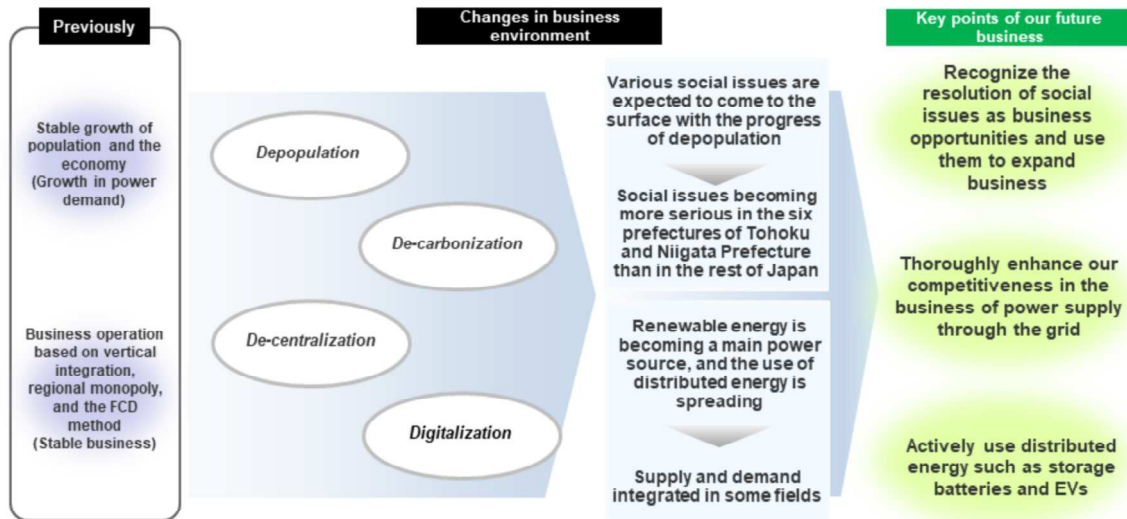 Previously
Stable growth of
population and the
economy
(Growth in power
demand)
Business operation
based on vertical
integration,
regional monopoly,
and the FCD
method
(Stable business)
Changes in business
environment
Depopulation
De-carbonization
De-centralization
Digitalization
Various social issues are
expected to come to the
surface with the progress
of depopulation
Social issues becoming
more serious in the six
prefectures of Tohoku
and Niigata Prefecture
than in the rest of Japan
Renewable energy is
becoming a main power
source, and the use of
distributed energy is
spreading
Supply and demand
integrated in some fields
Key points of our future
business
Recognize the
resolution of social
issues as business
opportunities and use
them to expand
business
Thoroughly enhance our
competitiveness in the
business of power supply
through the grid
Actively use distributed
energy such as storage
batteries and EVs